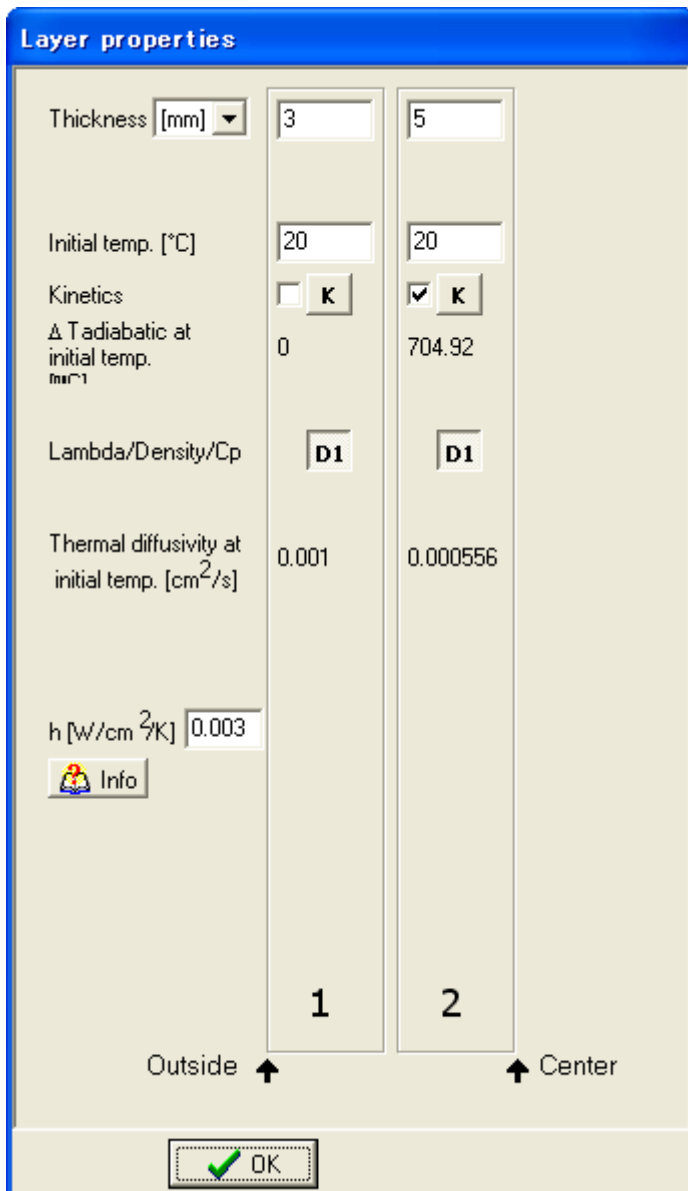 Layer properties
Thickness [mm] 3 5
Initial temp. [°C] 20 20
Kinetics K K
Δ Tadiabatic at
initial temp. 0 704.92
Lambda/Density/Cp D1 D1
Thermal diffusivity at
initial temp. [cm2/s] 0.001 0.000556
h [W/cm2/K] 0.003
? Info
1 2
Outside Center
OK